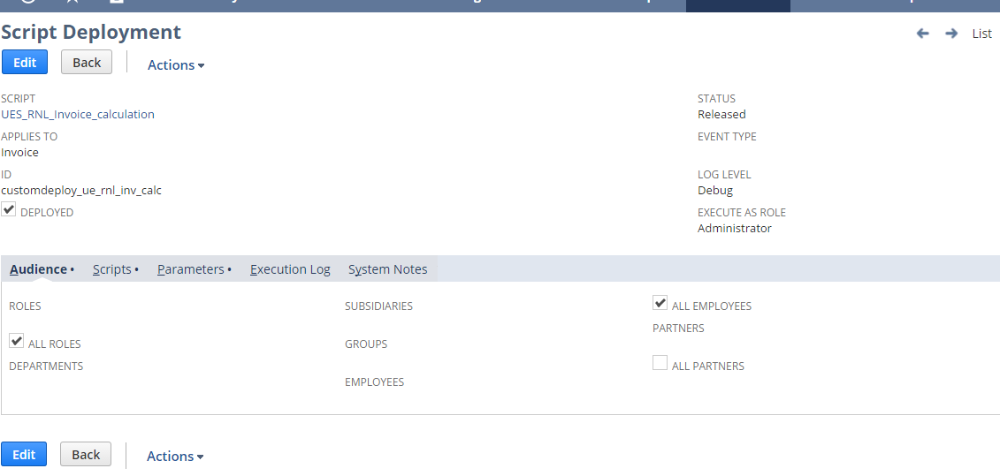 Script Deployment
List
Edit
Back
Actions
SCRIPT
UES_RNL_Invoice_calculation
APPLIES TO
Invoice
ID
customdeploy_ue_rnl_inv_calc
DEPLOYED
STATUS
Released
EVENT TYPE
LOG LEVEL
Debug
EXECUTE AS ROLE
Administrator
Audience • Scripts • Parameters • Execution Log System Notes
ROLES
ALL ROLES
DEPARTMENTS
SUBSIDIARIES
GROUPS
EMPLOYEES
ALL EMPLOYEES
PARTNERS
ALL PARTNERS
Edit
Back
Actions